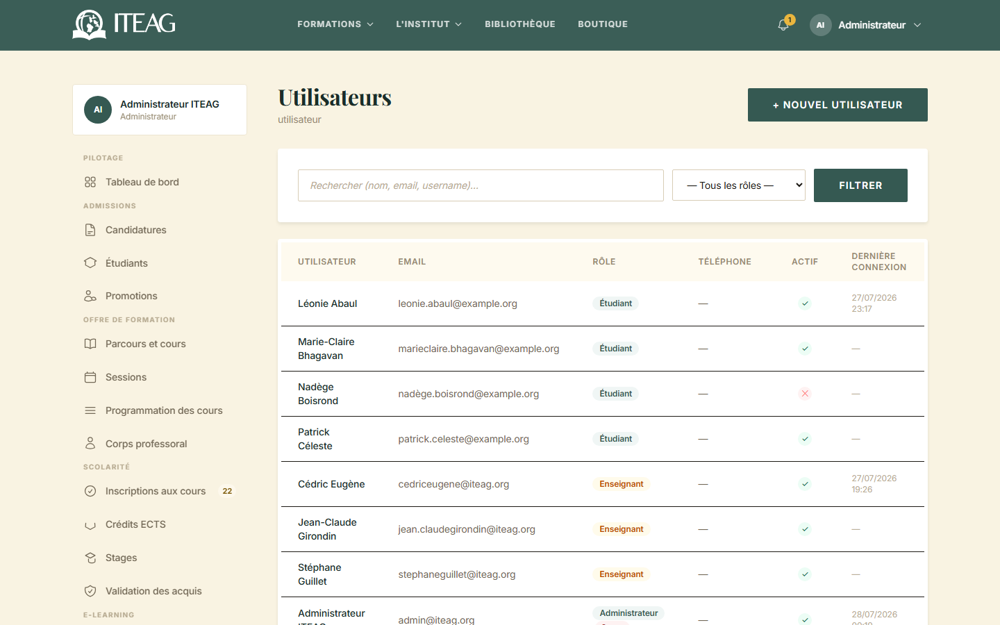 ITEAG
FORMATIONS
L'INSTITUT
BIBLIOTHÈQUE
BOUTIQUE
1
AI
Administrateur
AI
Administrateur ITEAG
Administrateur
PILOTAGE
Tableau de bord
ADMISSIONS
Candidatures
Étudiants
Promotions
OFFRE DE FORMATION
Parcours et cours
Sessions
Programmation des cours
Corps professoral
SCOLARITÉ
Inscriptions aux cours 22
Crédits ECTS
Stages
Validation des acquis
E-LEARNING
Utilisateurs
utilisateur
+ NOUVEL UTILISATEUR
Rechercher (nom, email, username)...
— Tous les rôles —
FILTRER
UTILISATEUR EMAIL RÔLE TÉLÉPHONE ACTIF DERNIÈRE
CONNEXION
Léonie Abaul leonie.abaul@example.org Étudiant — 27/07/2026
23:17
Marie-Claire
Bhagavan marieclaire.bhagavan@example.org Étudiant — —
Nadège
Boisrond nadège.boisrond@example.org Étudiant — —
Patrick
Céleste patrick.celeste@example.org Étudiant — —
Cédric Eugène cedriceugene@iteag.org Enseignant — 27/07/2026
19:26
Jean-Claude
Girondin jean.claudegirondin@iteag.org Enseignant — —
Stéphane
Guillet stephaneguillet@iteag.org Enseignant — —
Administrateur admin@iteag.org Administrateur — 28/07/2026